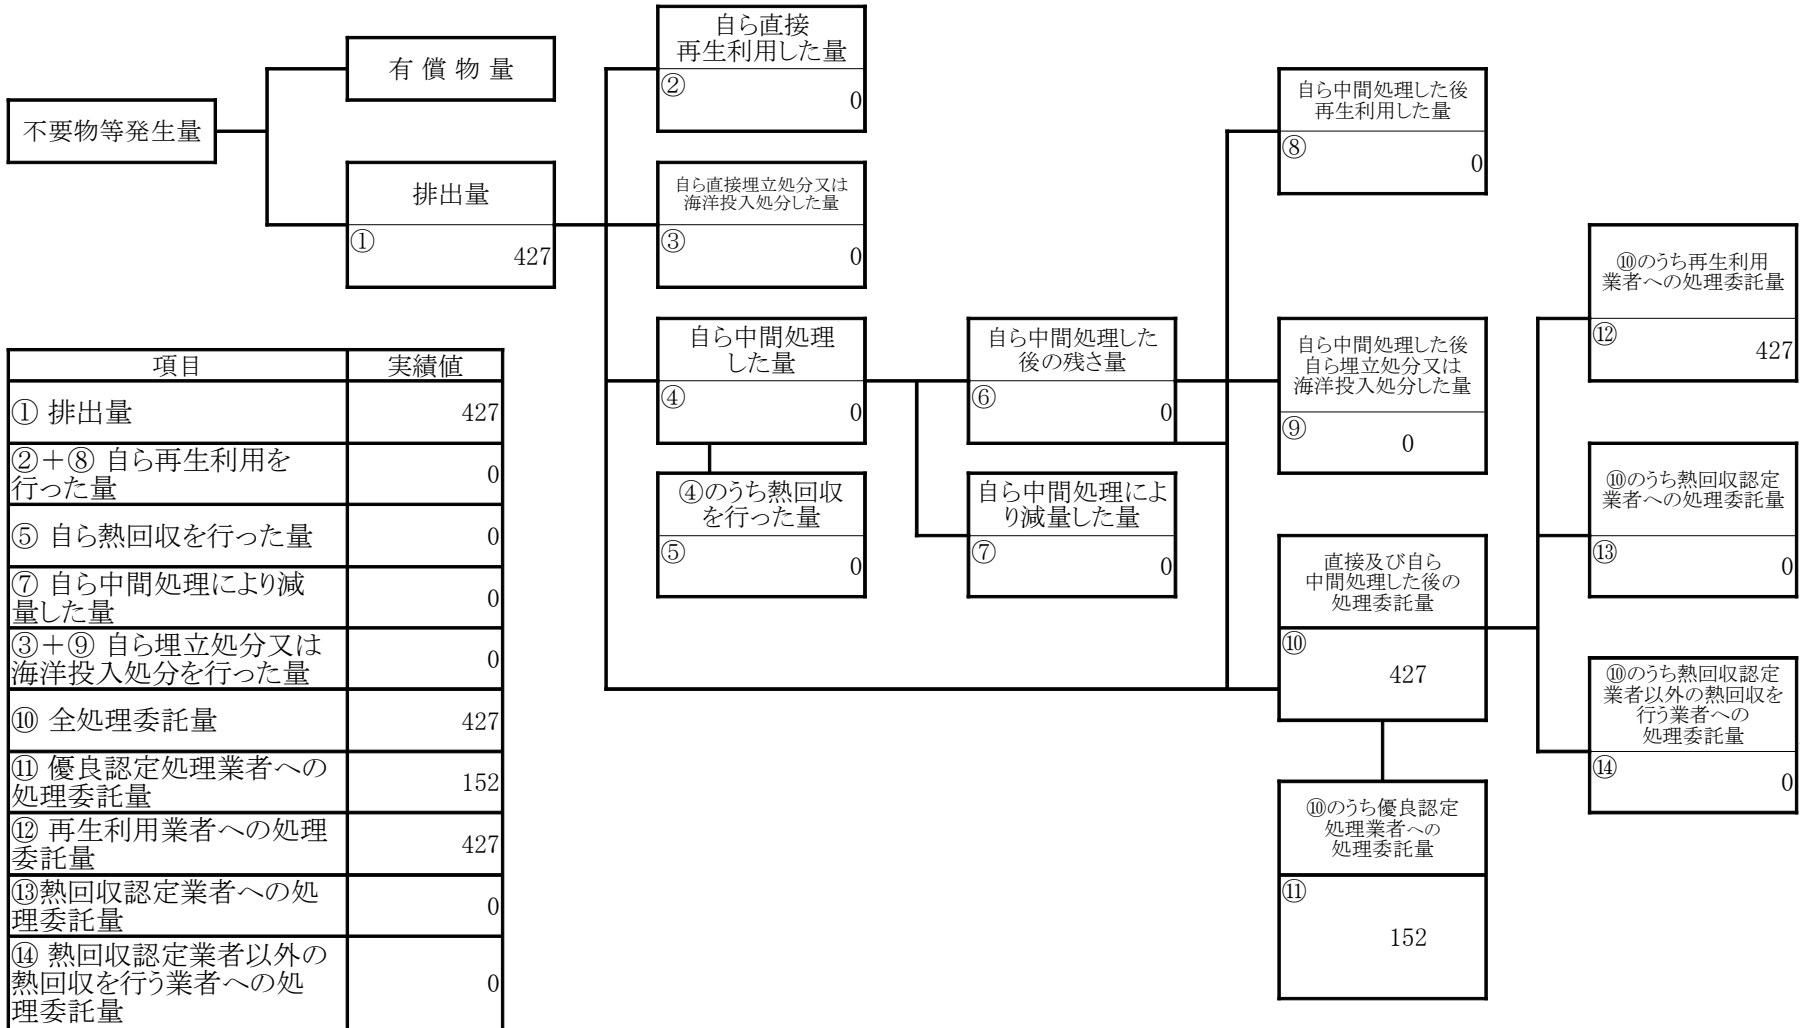 不要物等発生量
有 償 物 量
排出量
①
427
自ら直接
再生利用した量
②
0
自ら直接埋立処分又は
海洋投入処分した量
③
0
自ら中間処理
した量
④
0
④のうち熱回収
を行った量
⑤
0
自ら中間処理した
後の残さ量
⑥
0
自ら中間処理によ
り減量した量
⑦
0
自ら中間処理した後
再生利用した量
⑧
0
自ら中間処理した後
自ら埋立処分又は
海洋投入処分した量
⑨
0
直接及び自ら
中間処理した後の
処理委託量
⑩
427
⑩のうち優良認定
処理業者への
処理委託量
⑪
152
⑩のうち再生利用
業者への処理委託量
⑫
427
⑩のうち熱回収認定
業者への処理委託量
⑬
0
⑩のうち熱回収認定
業者以外の熱回収を
行う業者への
処理委託量
⑭
0
項目 実績値
① 排出量 427
②＋⑧ 自ら再生利用を
行った量 0
⑤ 自ら熱回収を行った量 0
⑦ 自ら中間処理により減
量した量 0
③＋⑨ 自ら埋立処分又は
海洋投入処分を行った量 0
⑩ 全処理委託量 427
⑪ 優良認定処理業者への
処理委託量 152
⑫ 再生利用業者への処理
委託量 427
⑬熱回収認定業者への処
理委託量 0
⑭ 熱回収認定業者以外の
熱回収を行う業者への処
理委託量 0